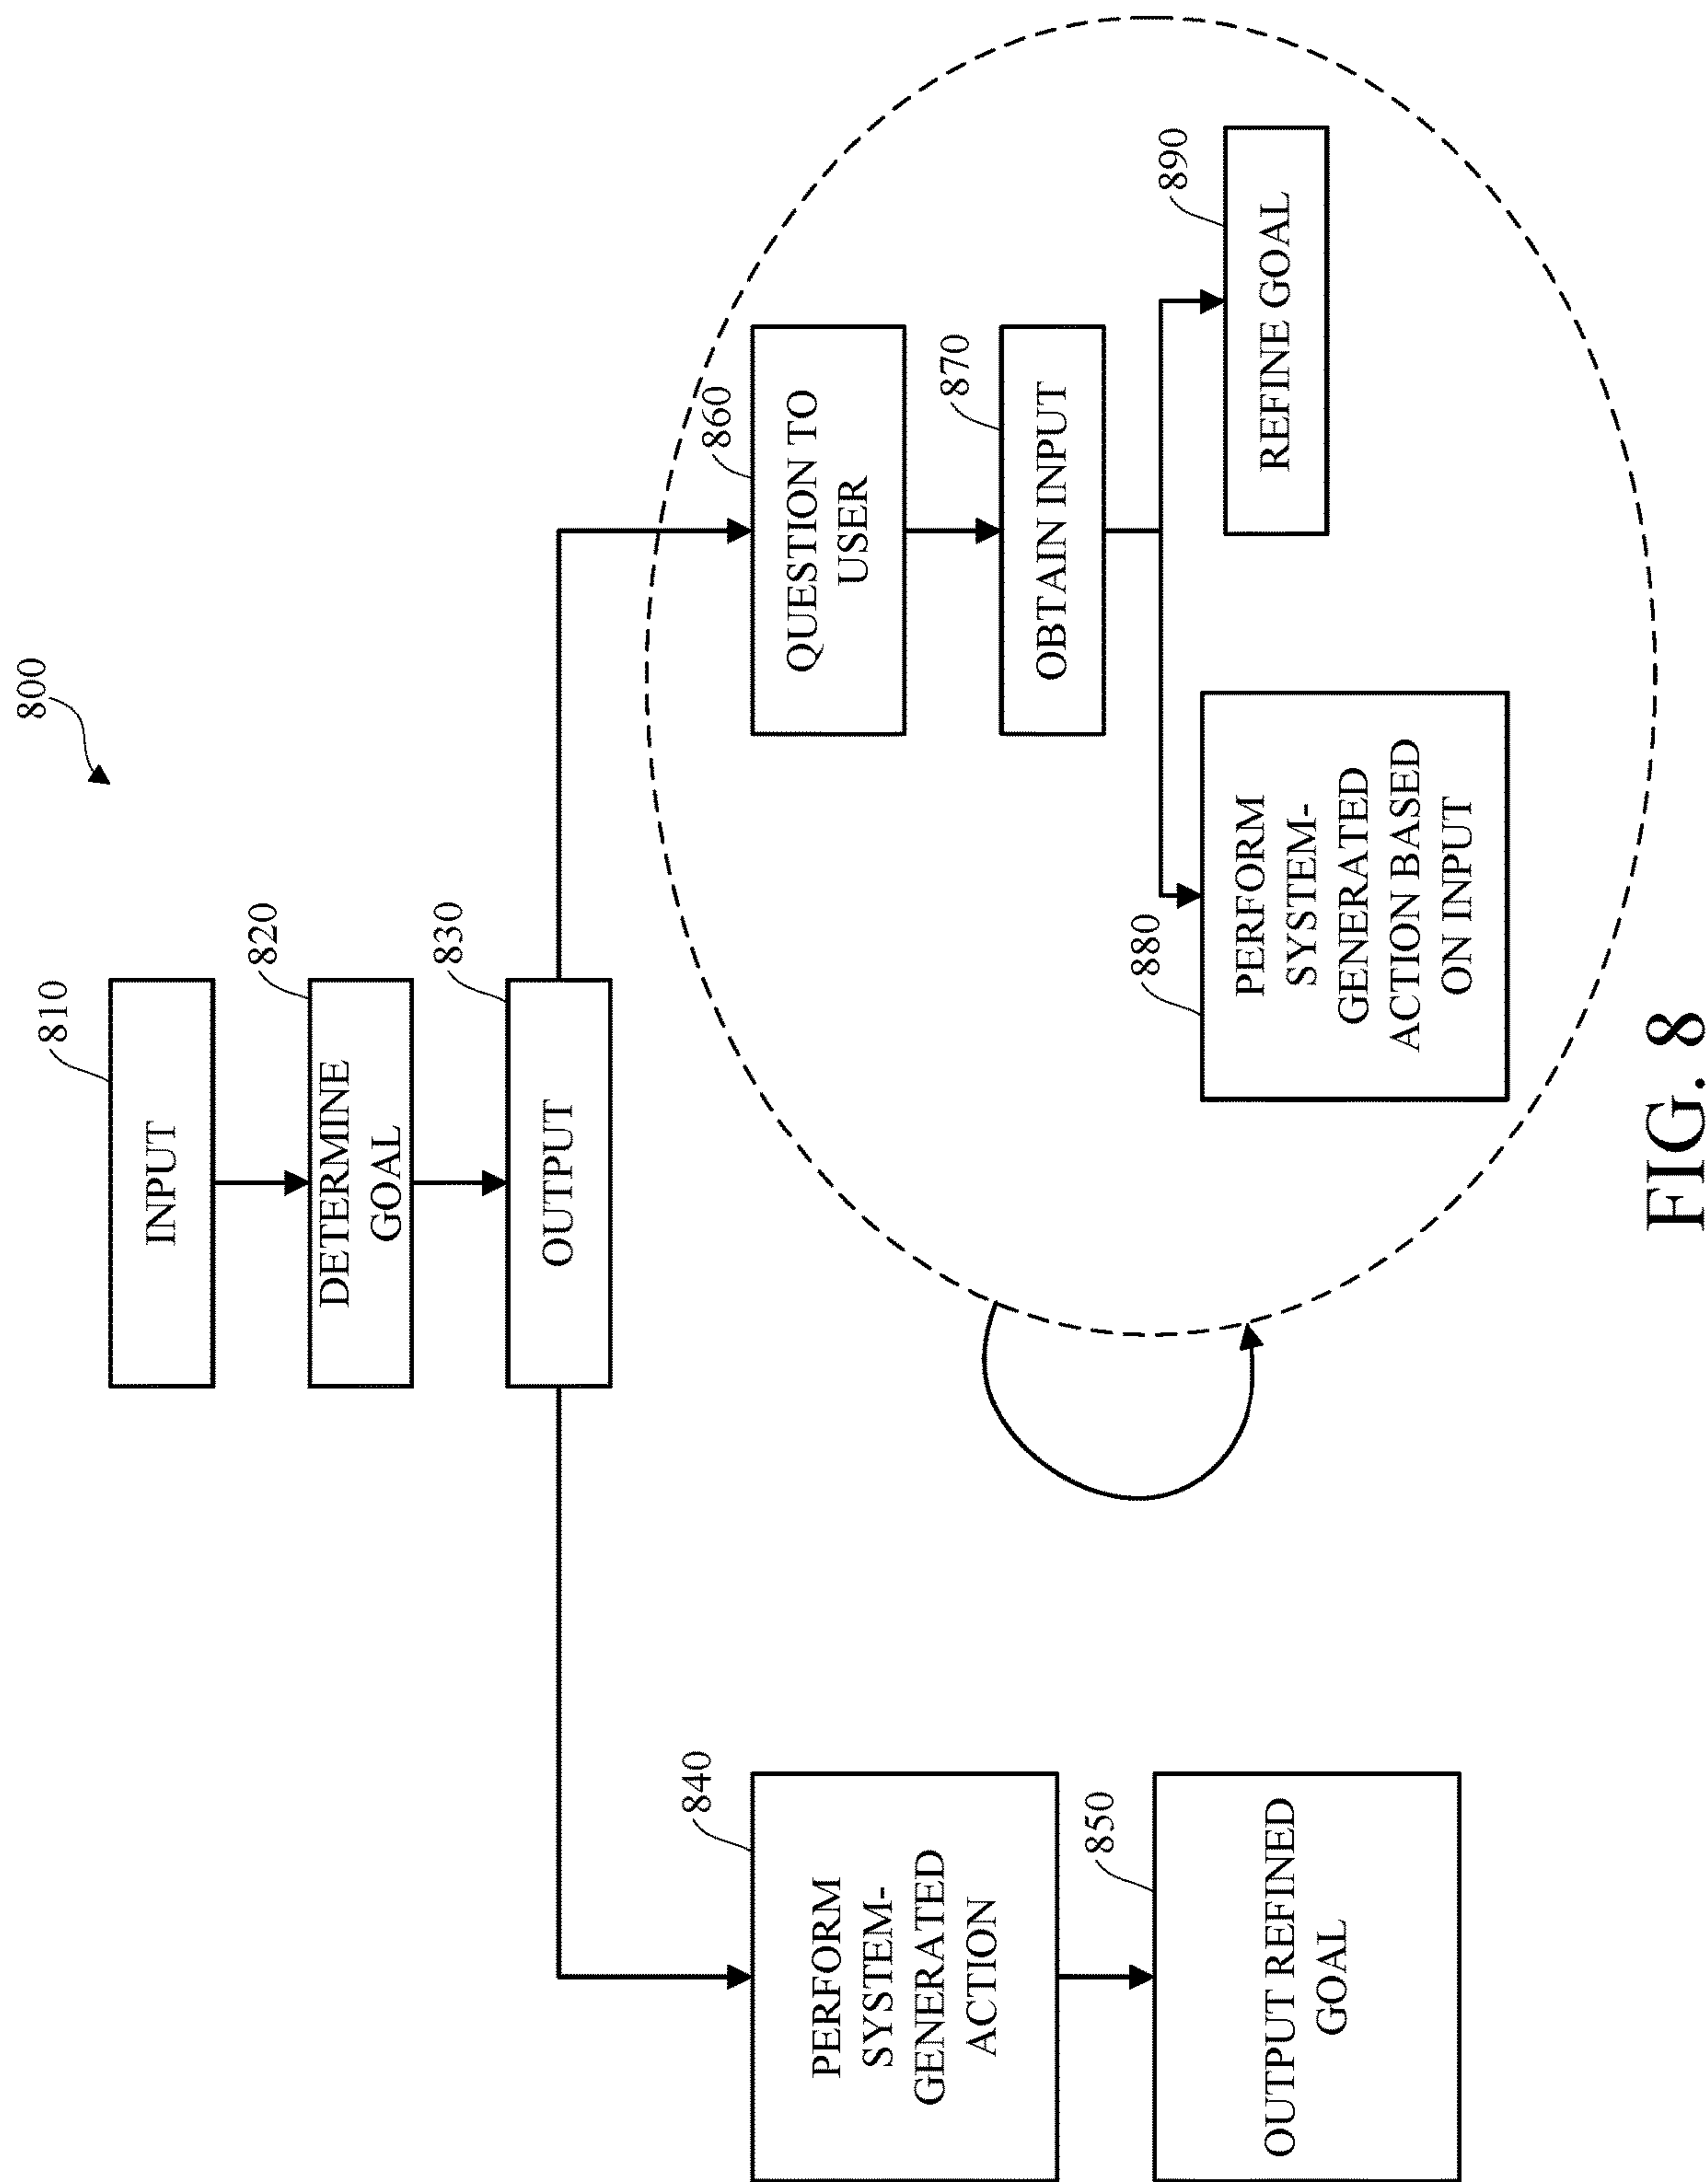 800
810
INPUT
820
DETERMINE
GOAL
830
OUTPUT
840
PERFORM
SYSTEM-
GENERATED
ACTION
850
OUTPUT REFINED
GOAL
860
QUESTION TO
USER
870
OBTAIN INPUT
880
PERFORM
SYSTEM-
GENERATED
ACTION BASED
ON INPUT
890
REFINE GOAL
FIG. 8